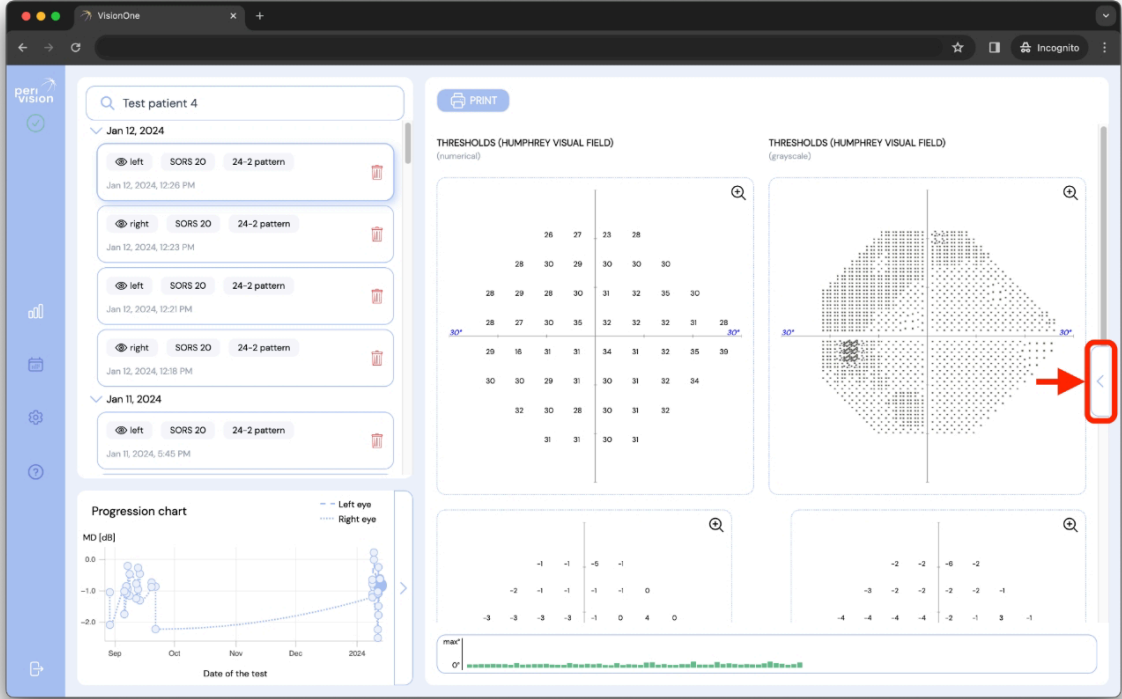 VisionOne
Incognito
peri
vision
Test patient 4
Jan 12, 2024
left SORS 20 24-2 pattern
Jan 12, 2024, 12:26 PM
right SORS 20 24-2 pattern
Jan 12, 2024, 12:23 PM
left SORS 20 24-2 pattern
Jan 12, 2024, 12:21 PM
right SORS 20 24-2 pattern
Jan 12, 2024, 12:18 PM
Jan 11, 2024
left SORS 20 24-2 pattern
Jan 11, 2024, 5:45 PM
Progression chart
Left eye
Right eye
MD [dB]
0.0
-1.0
-2.0
Sep Oct Nov Dec 2024
Date of the test
PRINT
THRESHOLDS (HUMPHREY VISUAL FIELD)
(numerical)
26 27 23 28
28 30 29 30 30 30
28 29 28 30 31 32 35 30
28 27 30 35 32 32 32 31 28
30° 30°
29 16 31 31 34 31 32 35 39
30 30 29 31 30 31 32 34
32 30 28 30 31 32
31 31 30 31
THRESHOLDS (HUMPHREY VISUAL FIELD)
(grayscale)
30° 30°
-1 -1 -5 -1
-2 -1 -1 -1 -1 0
-3 -3 -3 -3 -1 0 4 0
-2 -2 -6 -2
-3 -2 -2 -2 -2 -1
-4 -4 -4 -4 -2 -1 3 -1
max°
0°